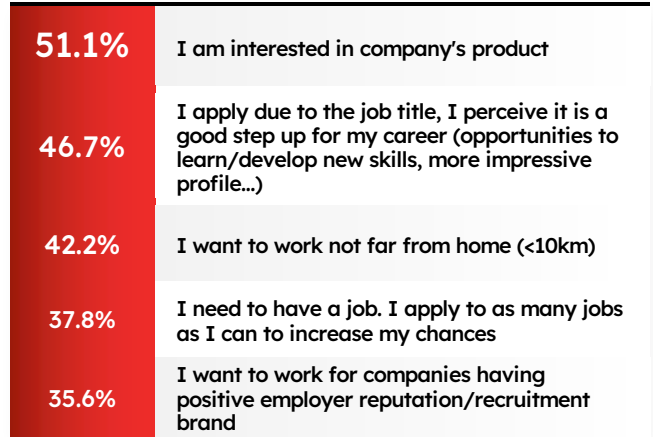 51.1%
I am interested in company's product
46.7%
I apply due to the job title, I perceive it is a
good step up for my career (opportunities to
learn/develop new skills, more impressive
profile...)
42.2%
I want to work not far from home (<10km)
37.8%
I need to have a job. I apply to as many jobs
as I can to increase my chances
35.6%
I want to work for companies having
positive employer reputation/recruitment
brand